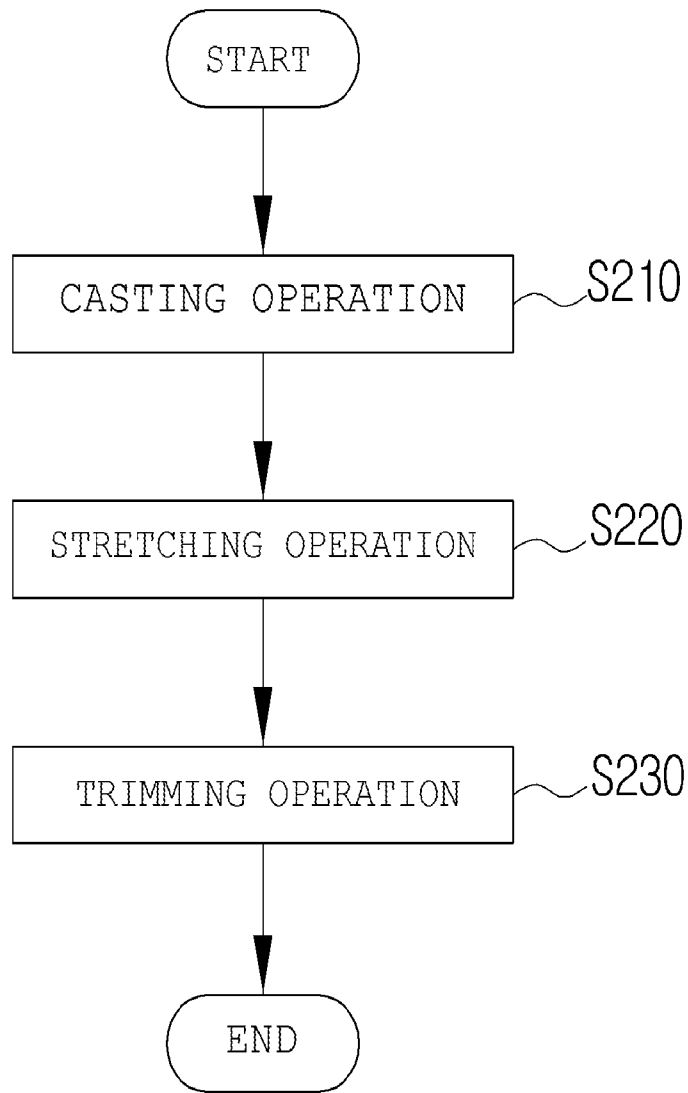 START
CASTING OPERATION
S210
STRETCHING OPERATION
S220
TRIMMING OPERATION
S230
END